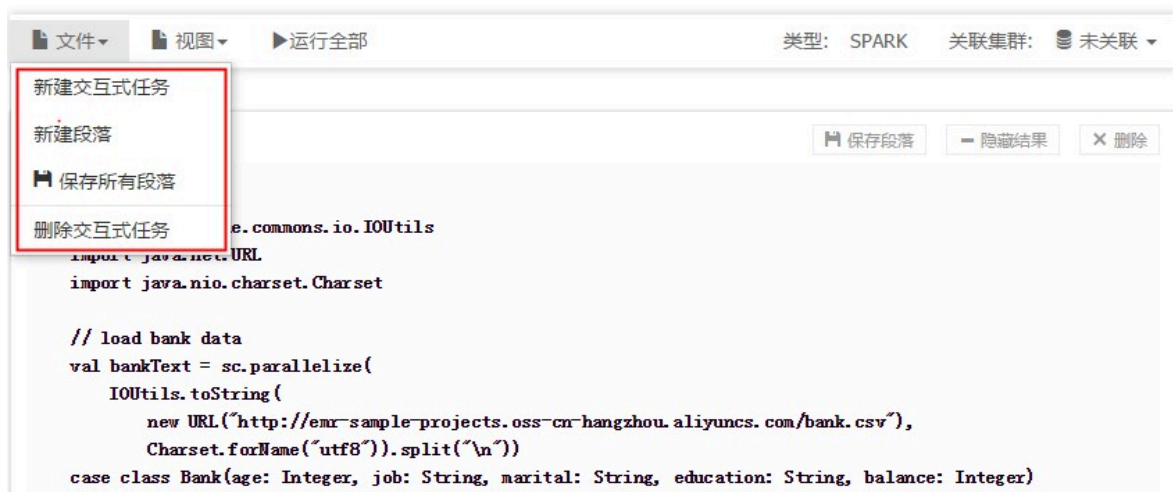 文件 视图 运行全部 类型: SPARK 关联集群: 未关联
新建交互式任务
新建段落
保存段落 隐藏结果 删除
保存所有段落
删除交互式任务
e.commons.io.IOUtils
import java.net.URL
import java.nio.charset.Charset
// load bank data
val bankText = sc.parallelize(
IOUtils.toString(
new URL("http://emr-sample-projects.oss-cn-hangzhou.aliyuncs.com/bank.csv"),
Charset.forName("utf8")).split("\n"))
case class Bank(age: Integer, job: String, marital: String, education: String, balance: Integer)